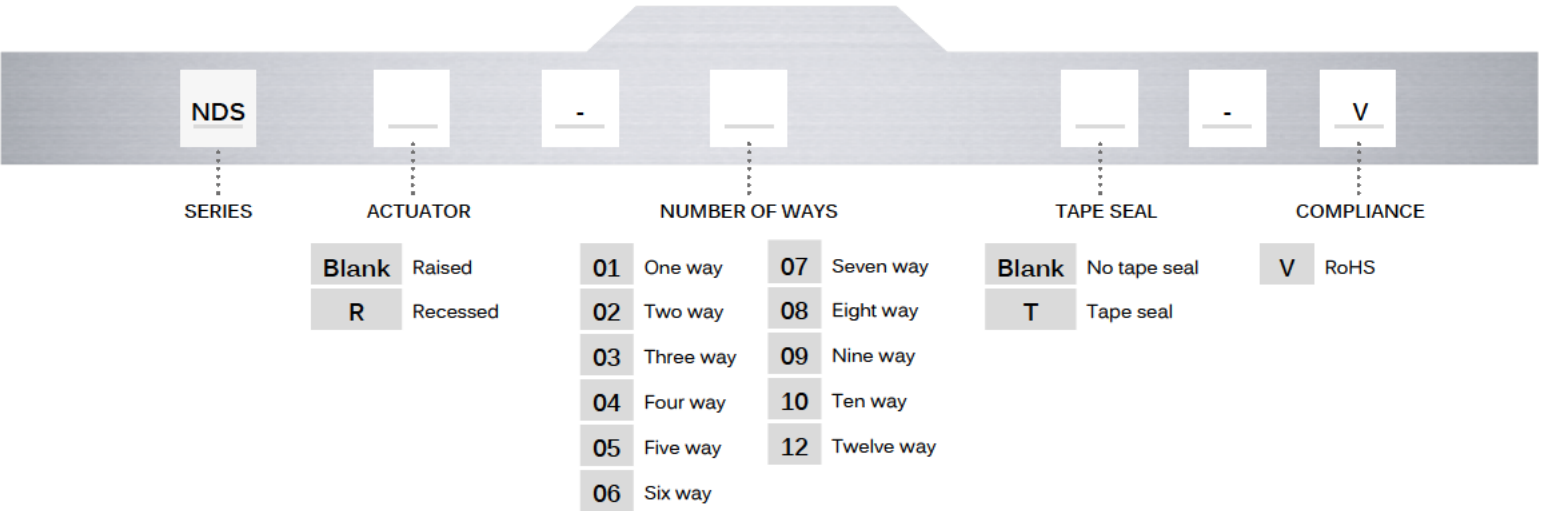 NDS - - V
SERIES ACTUATOR NUMBER OF WAYS TAPE SEAL COMPLIANCE
Blank Raised 01 One way 07 Seven way Blank No tape seal V RoHS
R Recessed 02 Two way 08 Eight way T Tape seal
03 Three way 09 Nine way
04 Four way 10 Ten way
05 Five way 12 Twelve way
06 Six way